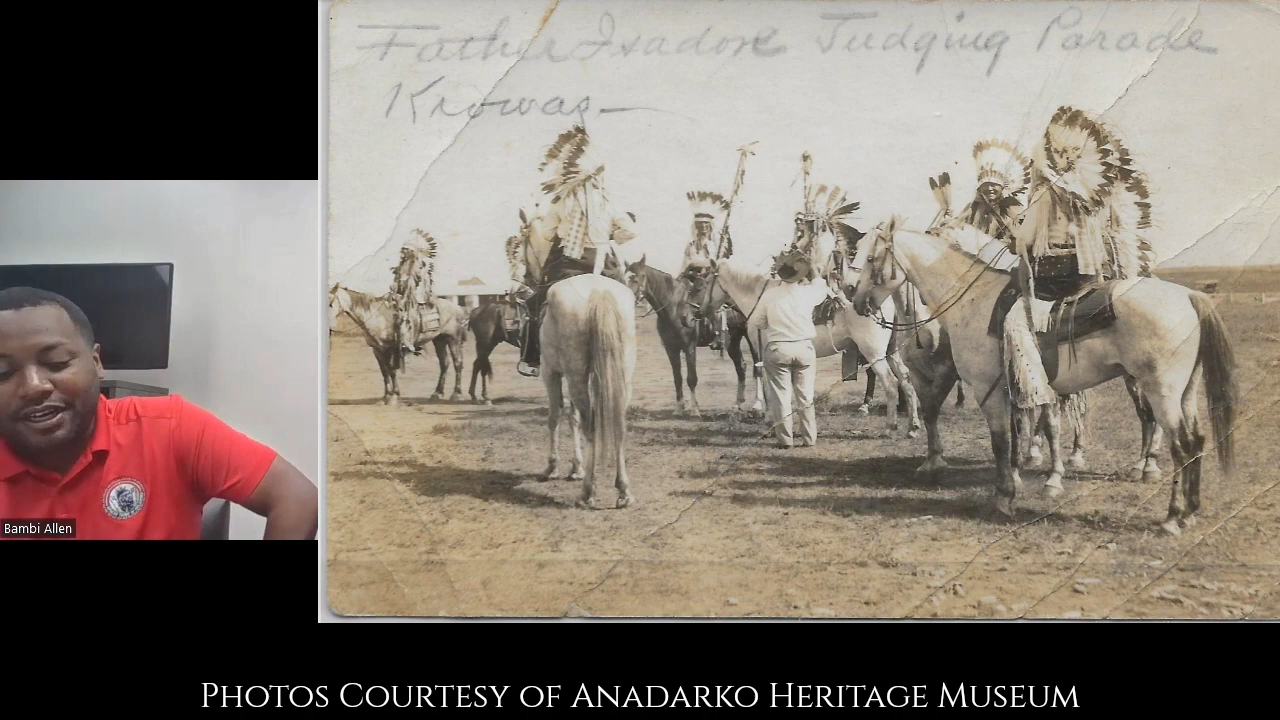 Father Isadore Judging Parade
Kiowas—
Bambi Allen
Photos Courtesy of Anadarko Heritage Museum